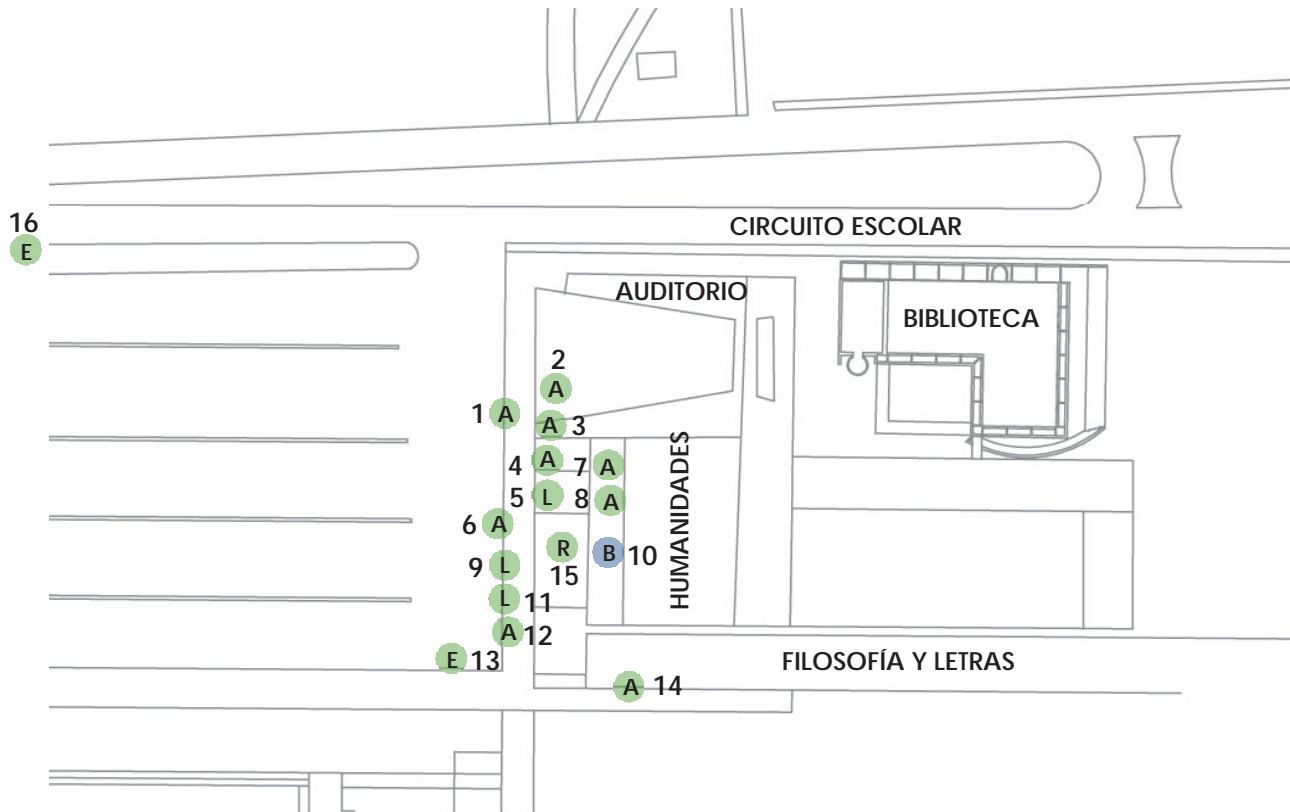 16
E
CIRCUITO ESCOLAR
AUDITORIO
BIBLIOTECA
2
A
1 A
A 3
4 A
7 A
5 L
8 A
6 A
HUMANIDADES
R
15
B 10
9 L
L 11
A 12
E 13
FILOSOFÍA Y LETRAS
A 14